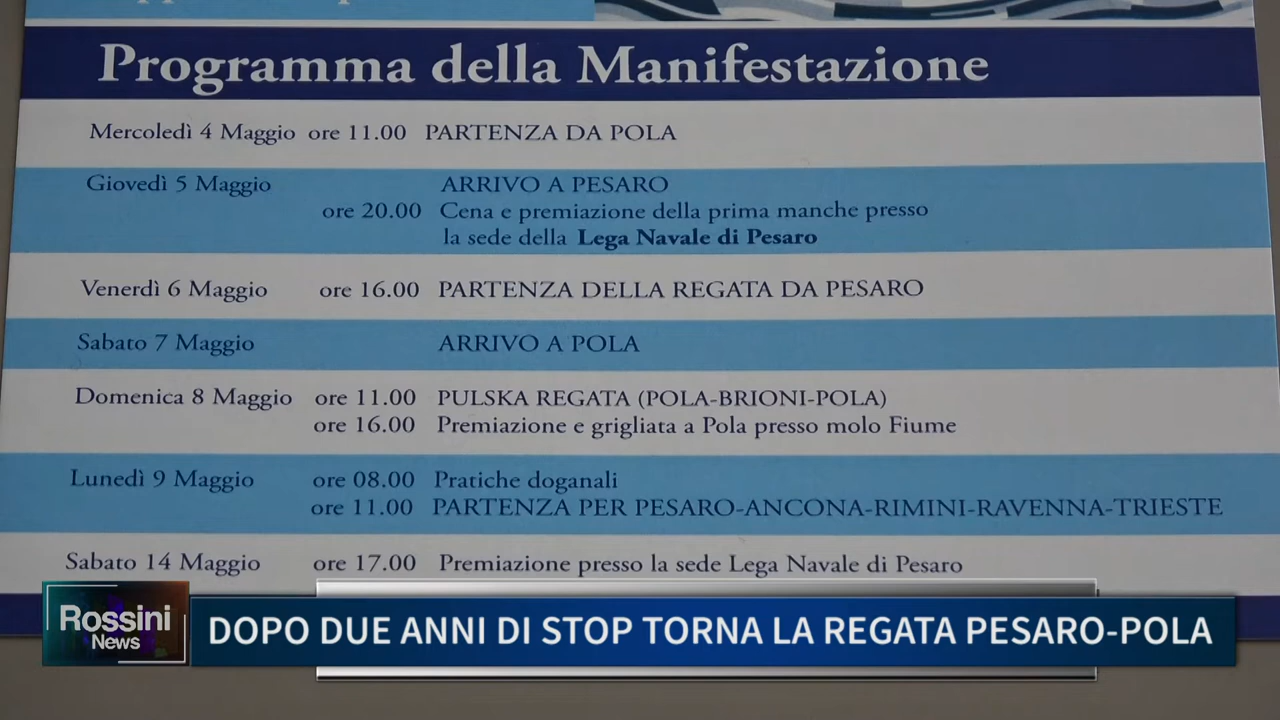 Programma della Manifestazione
Mercoledì 4 Maggio ore 11.00 PARTENZA DA POLA
Giovedì 5 Maggio ARRIVO A PESARO
ore 20.00 Cena e premiazione della prima manche presso
la sede della Lega Navale di Pesaro
Venerdì 6 Maggio ore 16.00 PARTENZA DELLA REGATA DA PESARO
Sabato 7 Maggio ARRIVO A POLA
Domenica 8 Maggio ore 11.00 PULSKA REGATA (POLA-BRIONI-POLA)
ore 16.00 Premiazione e grigliata a Pola presso molo Fiume
Lunedì 9 Maggio ore 08.00 Pratiche doganali
ore 11.00 PARTENZA PER PESARO-ANCONA-RIMINI-RAVENNA-TRIESTE
Sabato 14 Maggio ore 17.00 Premiazione presso la sede Lega Navale di Pesaro
Rossini
News
DOPO DUE ANNI DI STOP TORNA LA REGATA PESARO-POLA